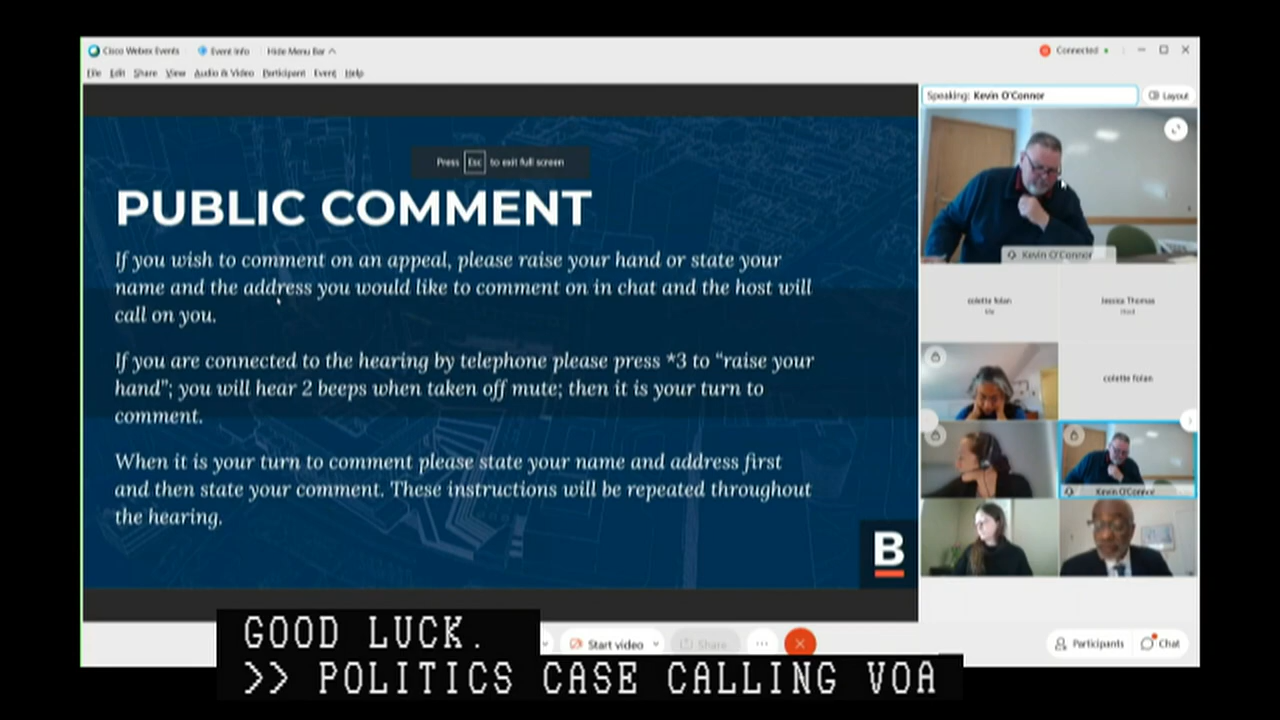 Cisco Webex Events Event Info Hide Menu Bar Connected
File Edit Share View Audio & Video Participant Event Help
Speaking: Kevin O'Connor Layout
Press Esc to exit full screen
PUBLIC COMMENT
If you wish to comment on an appeal, please raise your hand or state your
name and the address you would like to comment on in chat and the host will
call on you.
If you are connected to the hearing by telephone please press *3 to “raise your
hand”; you will hear 2 beeps when taken off mute; then it is your turn to
comment.
When it is your turn to comment please state your name and address first
and then state your comment. These instructions will be repeated throughout
the hearing.
B
Kevin O'Connor
colette folan
Me
Jessica Thomas
Host
colette folan
Kevin O'Connor
Start video Share Participants Chat
GOOD LUCK.
>> POLITICS CASE CALLING VOA